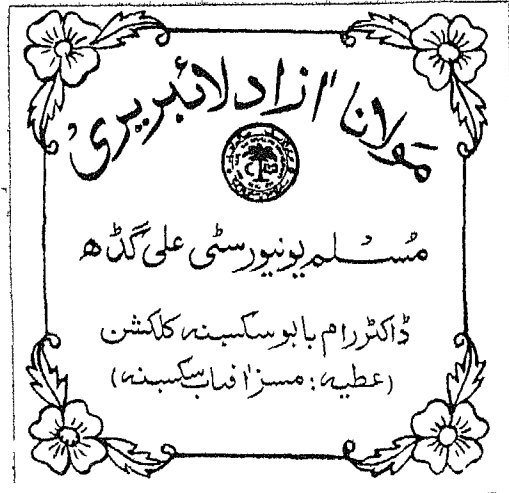 مولانا آزاد لائبریری
مسلم یونیورسٹی علی گڈھ
ڈاکٹر رام بابو سکسینہ کلکشن
(عطیہ: مسز آفتاب سکسینہ)